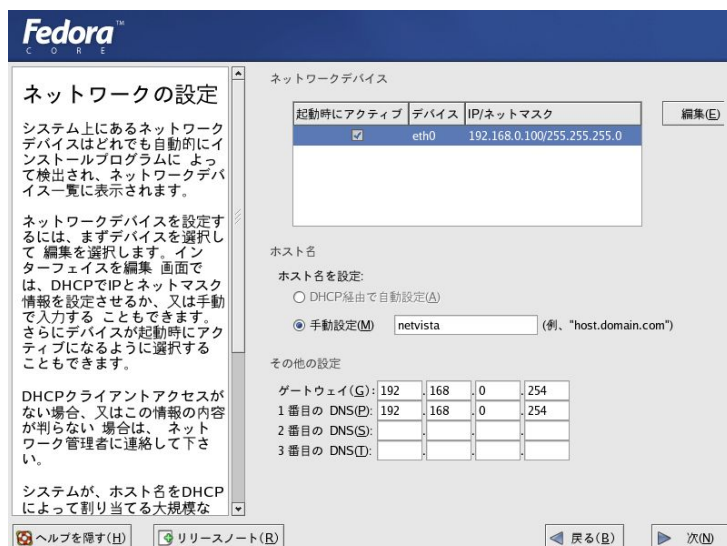 Fedora™
CORE
ネットワークの設定
システム上にあるネットワーク
デバイスはどれでも自動的にイ
ンストールプログラムに よっ
て検出され、ネットワークデバ
イス一覧に表示されます。
ネットワークデバイスを設定す
るには、まずデバイスを選択し
て 編集を選択します。イン
ターフェイスを編集 画面で
は、DHCPでIPとネットマスク
情報を設定させるか、又は手動
で入力する こともできます。
さらにデバイスが起動時にアク
ティブになるように選択する
こともできます。
DHCPクライアントアクセスが
ない場合、又はこの情報の内容
が判らない 場合は、 ネット
ワーク管理者に連絡して下さ
い。
システムが、ホスト名をDHCP
によって割り当てる大規模な
ネットワークデバイス
起動時にアクティブ デバイス IP/ネットマスク
eth0 192.168.0.100/255.255.255.0
編集(E)
ホスト名
ホスト名を設定:
DHCP経由で自動設定(A)
手動設定(M) netvista (例、"host.domain.com")
その他の設定
ゲートウェイ(G): 192 . 168 . 0 . 254
1 番目の DNS(P): 192 . 168 . 0 . 254
2 番目の DNS(S): . . .
3 番目の DNS(T): . . .
ヘルプを隠す(H) リリースノート(R) 戻る(B) 次(N)